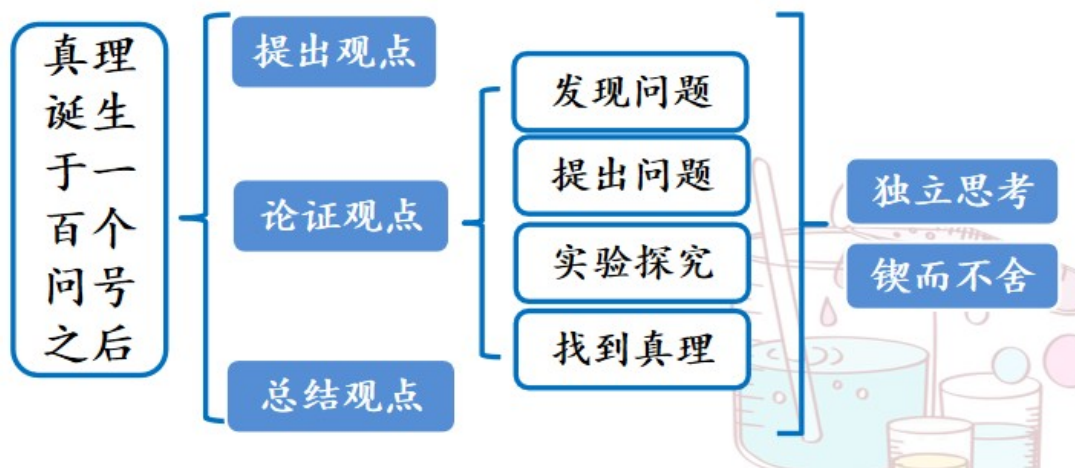 真理
诞生
于一
百个
问号
之后
提出观点
论证观点
总结观点
发现问题
提出问题
实验探究
找到真理
独立思考
锲而不舍